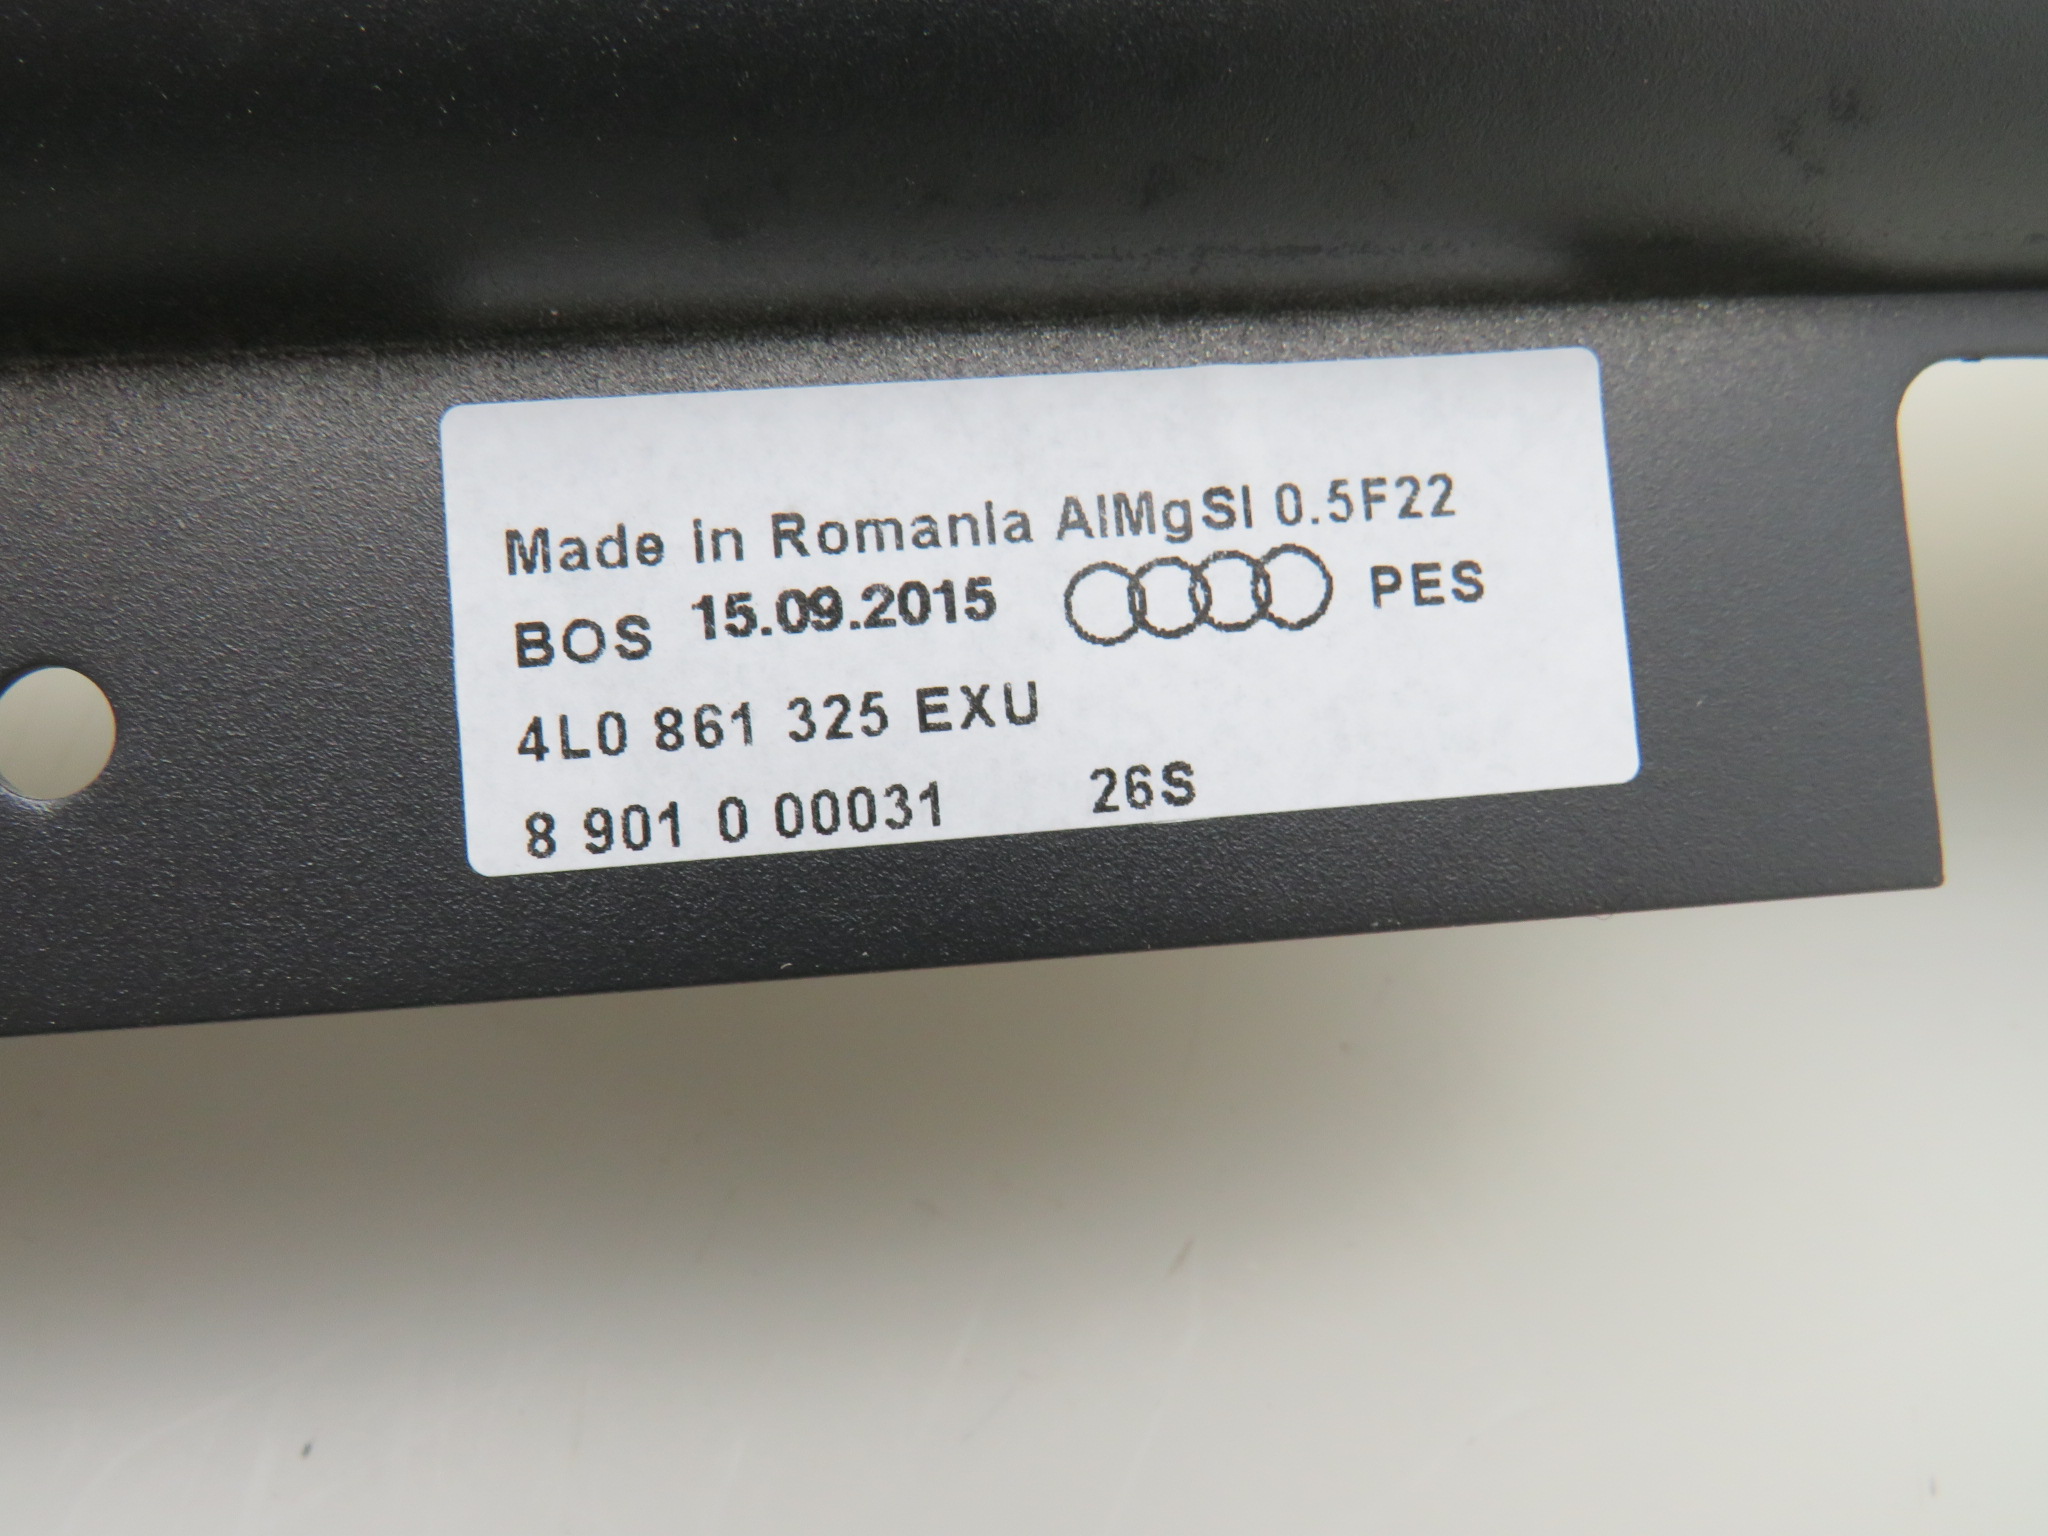 Made in Romania AlMgSI 0.5F22
BOS 15.09.2015 PES
4L0 861 325 EXU
8 901 0 00031 26S